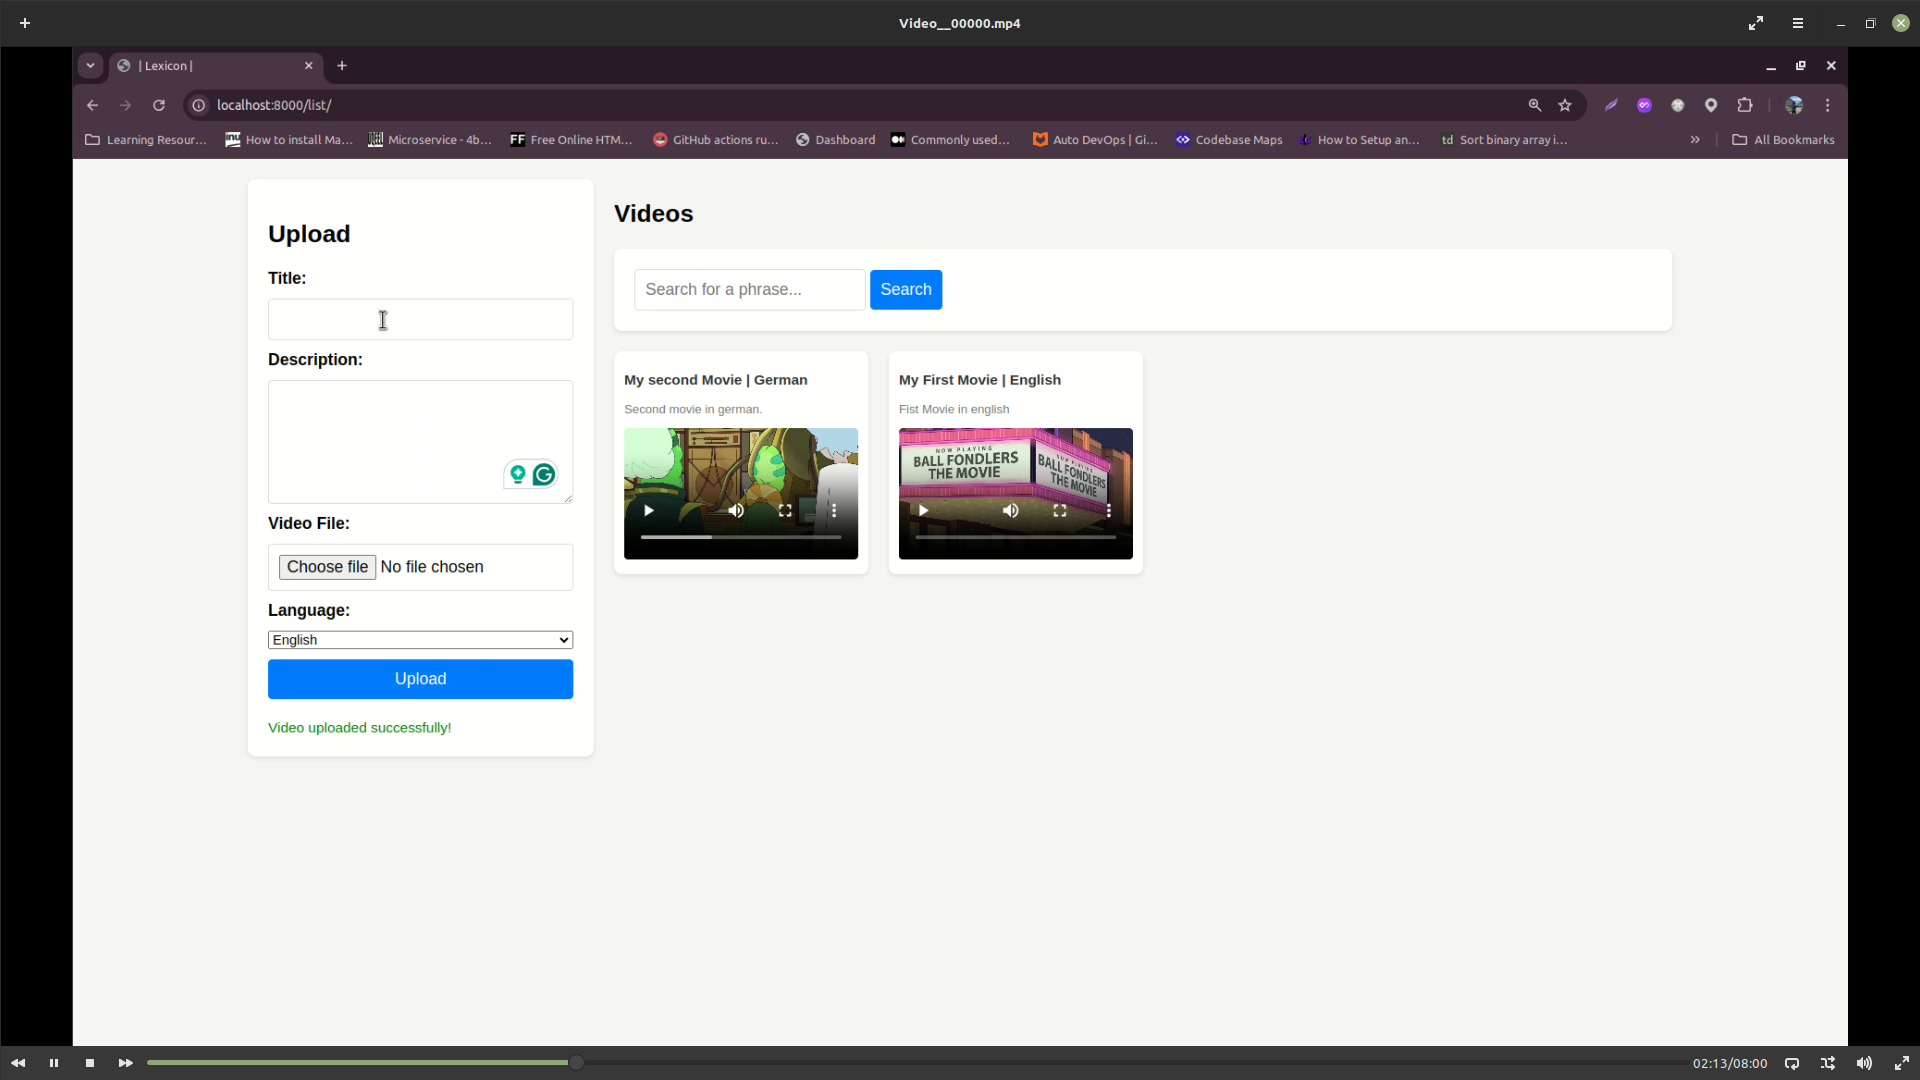 Video__00000.mp4
| Lexicon |
localhost:8000/list/
Learning Resour... How to install Ma... Microservice - 4b... FF Free Online HTM... GitHub actions ru... Dashboard Commonly used... Auto DevOps | Gi... Codebase Maps How to Setup an... td Sort binary array i... » All Bookmarks
Upload
Title:
Description:
Video File:
Choose file No file chosen
Language:
English
Upload
Video uploaded successfully!
Videos
Search for a phrase... Search
My second Movie | German
Second movie in german.
My First Movie | English
Fist Movie in english
NOW PLAYING
BALL FONDLERS
THE MOVIE
BALL FONDLERS
THE MOVIE
02:13/08:00